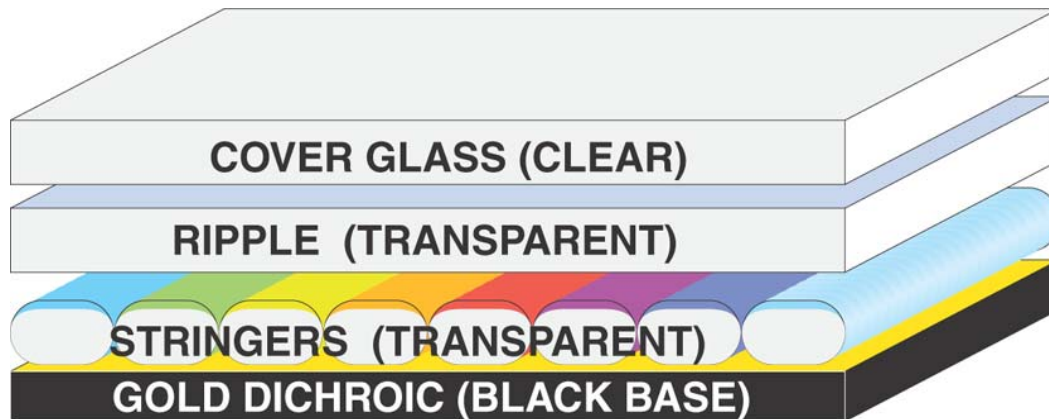 COVER GLASS (CLEAR)
RIPPLE (TRANSPARENT)
STRINGERS (TRANSPARENT)
GOLD DICHROIC (BLACK BASE)